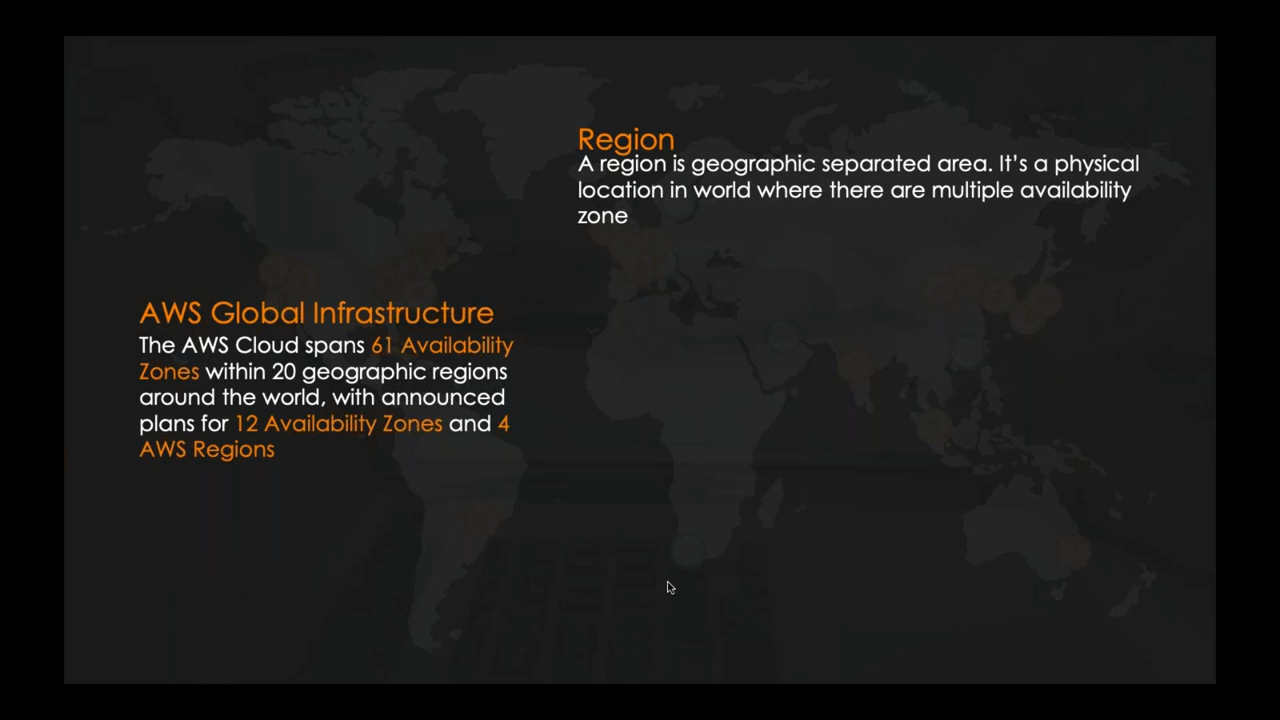 Region
A region is geographic separated area. It's a physical
location in world where there are multiple availability
zone
AWS Global Infrastructure
The AWS Cloud spans 61 Availability
Zones within 20 geographic regions
around the world, with announced
plans for 12 Availability Zones and 4
AWS Regions